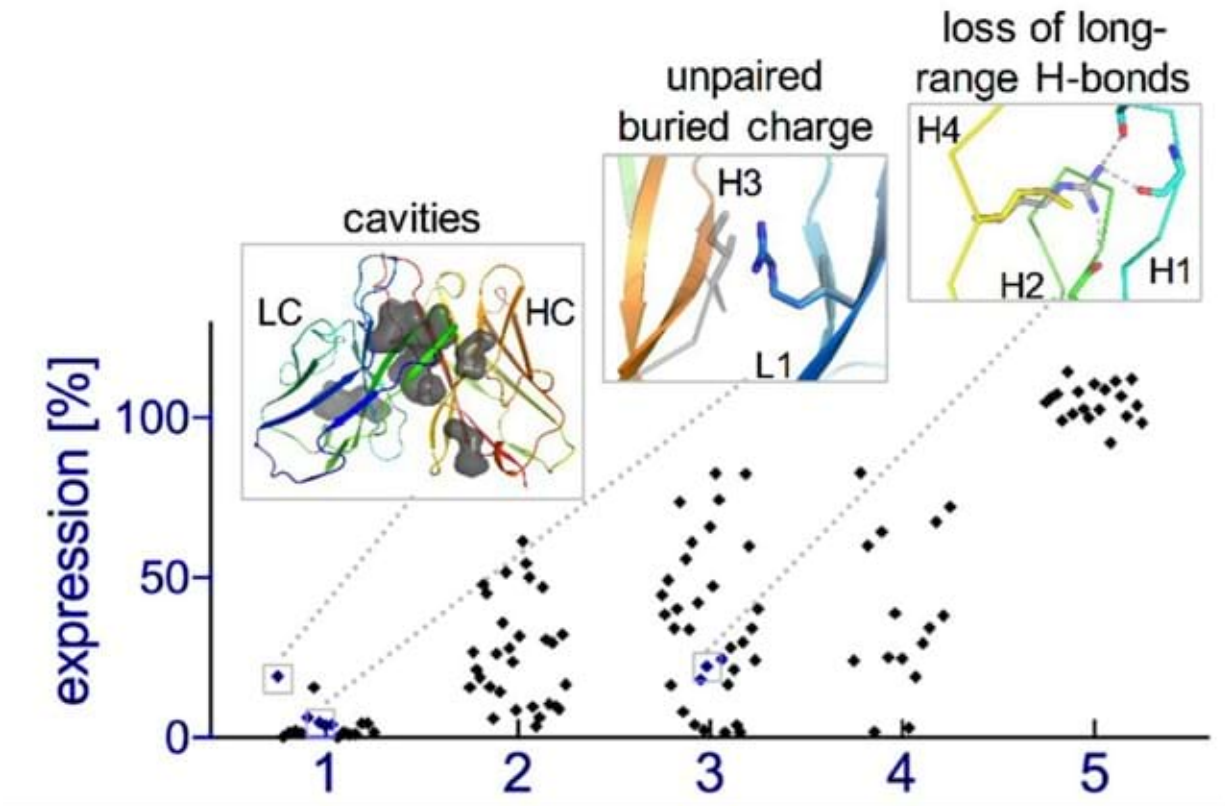 loss of long-
range H-bonds
H4
H2
H1
unpaired
buried charge
H3
L1
cavities
LC
HC
expression [%]
100
50
0
1 2 3 4 5